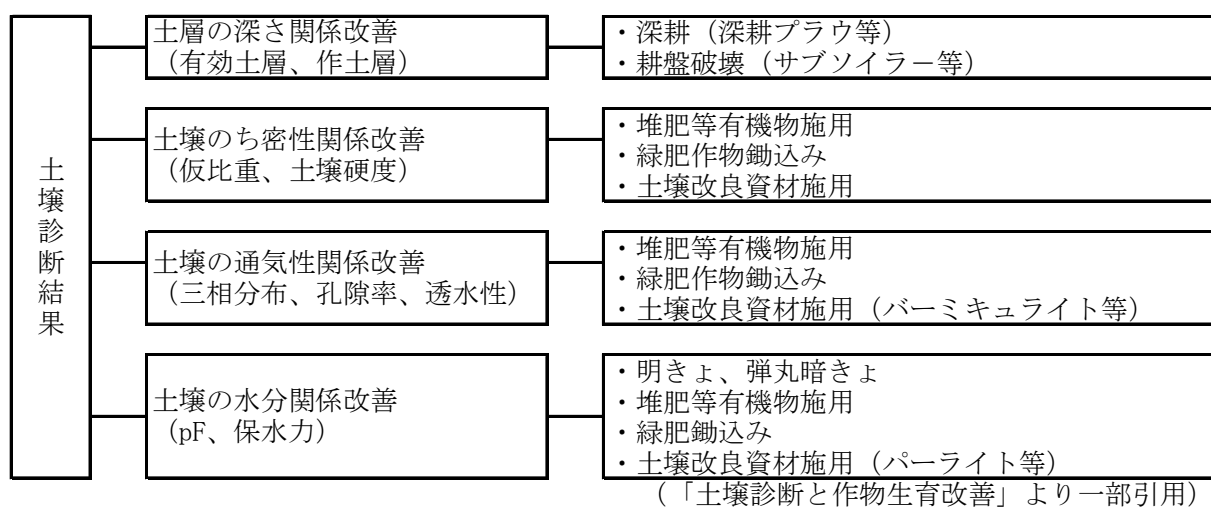 土壌診断結果
土層の深さ関係改善
（有効土層、作土層）
・深耕（深耕プラウ等）
・耕盤破壊（サブソイラ－等）
土壌のち密性関係改善
（仮比重、土壌硬度）
・堆肥等有機物施用
・緑肥作物鋤込み
・土壌改良資材施用
土壌の通気性関係改善
（三相分布、孔隙率、透水性）
・堆肥等有機物施用
・緑肥作物鋤込み
・土壌改良資材施用（バーミキュライト等）
土壌の水分関係改善
（pF、保水力）
・明きょ、弾丸暗きょ
・堆肥等有機物施用
・緑肥鋤込み
・土壌改良資材施用（パーライト等）
（「土壌診断と作物生育改善」より一部引用）